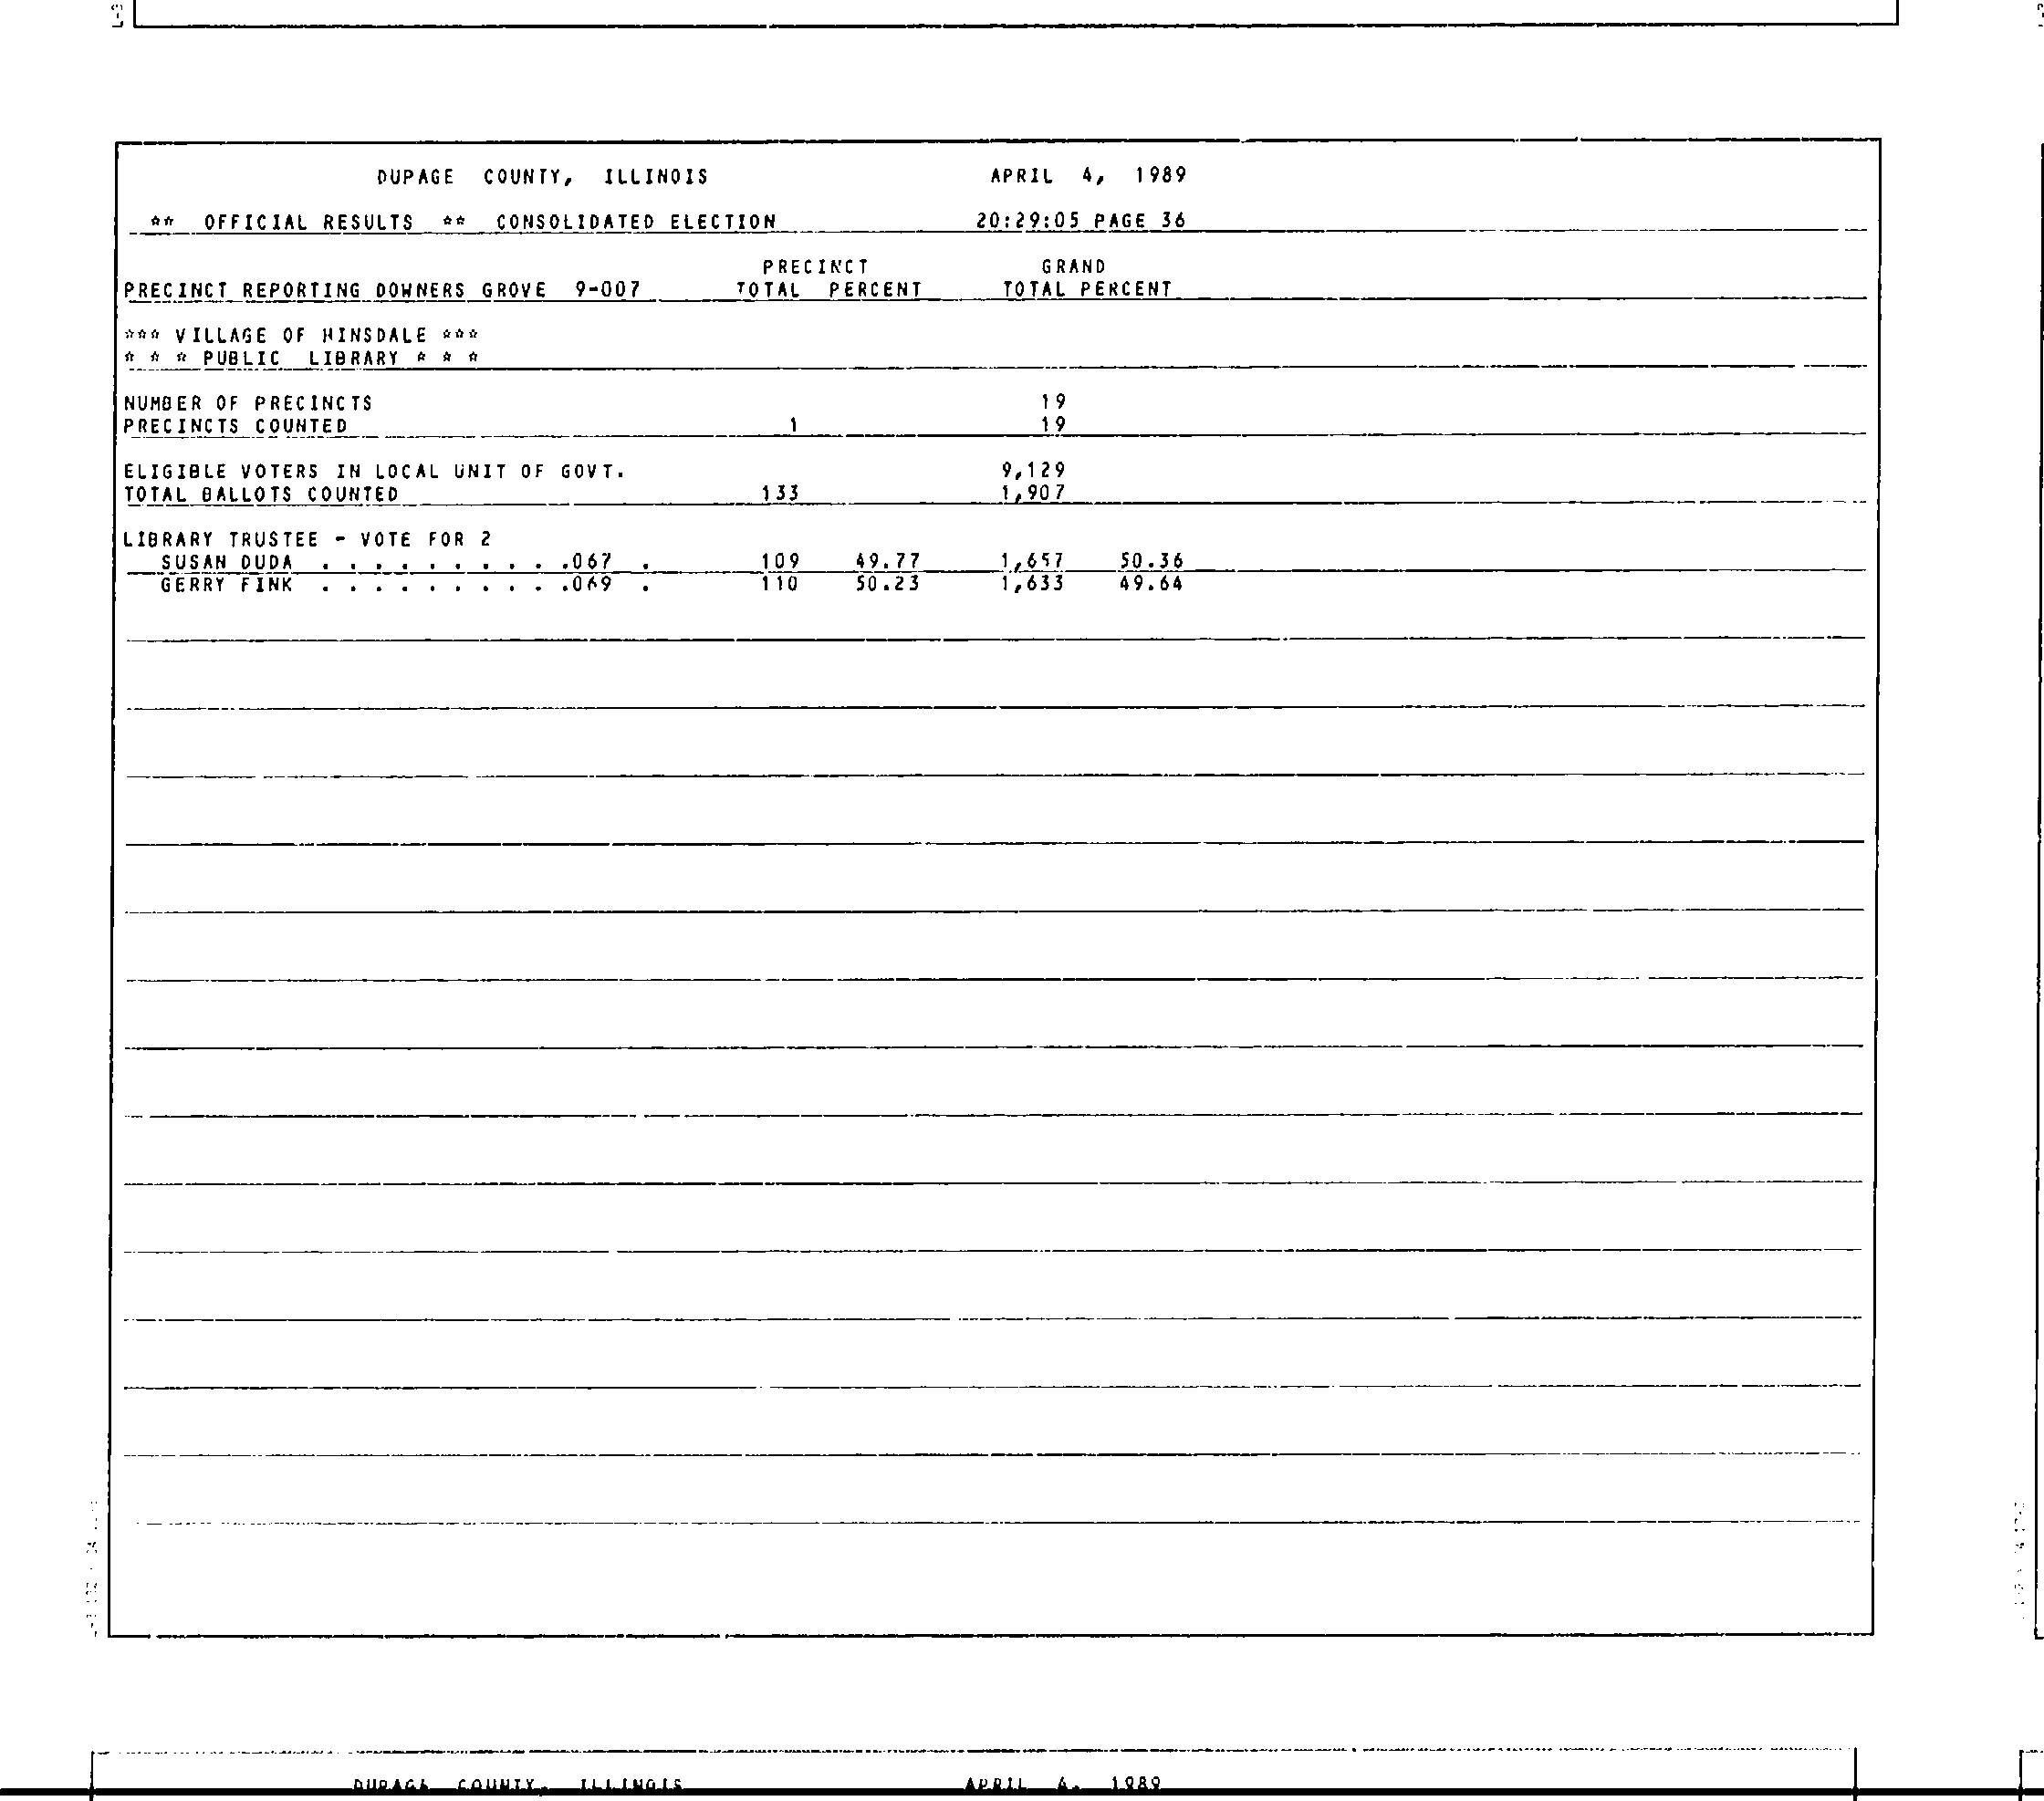 DUPAGE COUNTY, ILLINOIS APRIL 4, 1989
** OFFICIAL RESULTS ** CONSOLIDATED ELECTION 20:29:05 PAGE 36
PRECINCT GRAND
PRECINCT REPORTING DOWNERS GROVE 9-007 TOTAL PERCENT TOTAL PERCENT
*** VILLAGE OF HINSDALE ***
* * * PUBLIC LIBRARY * * *
NUMBER OF PRECINCTS 19
PRECINCTS COUNTED 1 19
ELIGIBLE VOTERS IN LOCAL UNIT OF GOVT. 9,129
TOTAL BALLOTS COUNTED 133 1,907
LIBRARY TRUSTEE - VOTE FOR 2
SUSAN DUDA . . . . . . . . . .067 . 109 49.77 1,657 50.36
GERRY FINK . . . . . . . . . .069 . 110 50.23 1,633 49.64
DUPAGE COUNTY, ILLINOIS APRIL 4, 1989